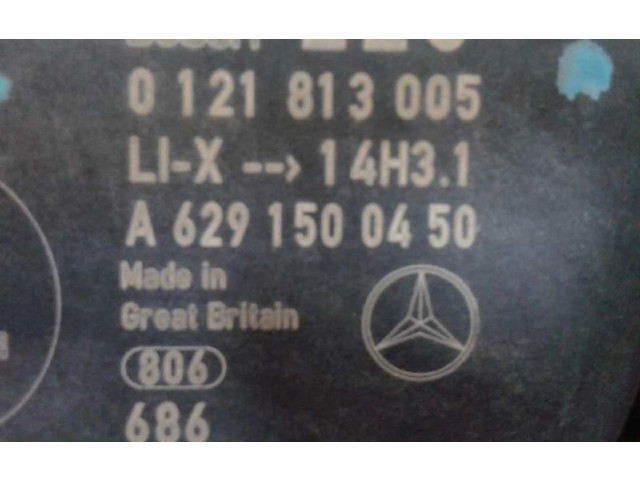 0 121 813 005
LI-X --> 14H3.1
A 629 150 04 50
Made in
Great Britain
806
686